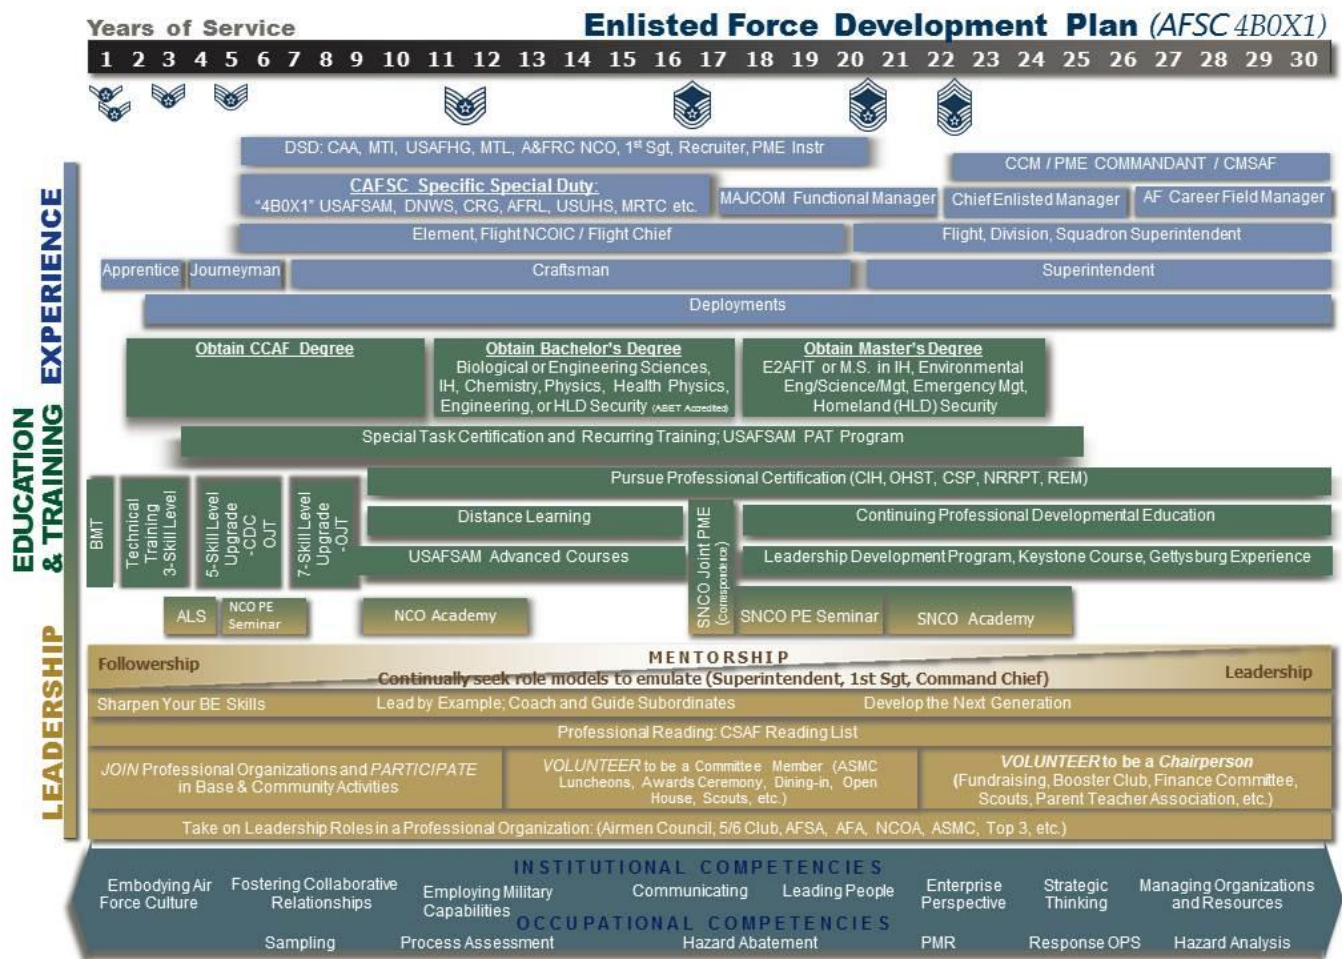 Years of Service
Enlisted Force Development Plan (AFSC 4B0X1)
1 2 3 4 5 6 7 8 9 10 11 12 13 14 15 16 17 18 19 20 21 22 23 24 25 26 27 28 29 30
EXPERIENCE
DSD: CAA, MTI, USAFHG, MTL, A&FRC NCO, 1st Sgt, Recruiter, PME Instr
CCM / PME COMMANDANT / CMSAF
CAFSC Specific Special Duty:
"4B0X1" USAFSAM, DNWS, CRG, AFRL, USUHS, MRTC etc.
MAJCOM Functional Manager
Chief Enlisted Manager
AF Career Field Manager
Element, Flight NCOIC / Flight Chief
Flight, Division, Squadron Superintendent
Apprentice
Journeyman
Craftsman
Superintendent
Deployments
EDUCATION
& TRAINING
Obtain CCAF Degree
Obtain Bachelor's Degree
Biological or Engineering Sciences,
IH, Chemistry, Physics, Health Physics,
Engineering, or HLD Security (ABET Accredited)
Obtain Master's Degree
E2AFIT or M.S. in IH, Environmental
Eng/Science/Mgt, Emergency Mgt,
Homeland (HLD) Security
Special Task Certification and Recurring Training; USAFSAM PAT Program
Pursue Professional Certification (CIH, OHST, CSP, NRRPT, REM)
BMT
Technical
Training
3-Skill Level
5-Skill Level
Upgrade
-CDC
OJT
7-Skill Level
Upgrade
-OJT
Distance Learning
SNCO Joint PME
(Correspondence)
Continuing Professional Developmental Education
USAFSAM Advanced Courses
Leadership Development Program, Keystone Course, Gettysburg Experience
ALS
NCO PE
Seminar
NCO Academy
SNCO PE Seminar
SNCO Academy
LEADERSHIP
MENTORSHIP
Followership
Continually seek role models to emulate (Superintendent, 1st Sgt, Command Chief)
Leadership
Sharpen Your BE Skills
Lead by Example; Coach and Guide Subordinates
Develop the Next Generation
Professional Reading: CSAF Reading List
JOIN Professional Organizations and PARTICIPATE
in Base & Community Activities
VOLUNTEER to be a Committee Member (ASMC
Luncheons, Awards Ceremony, Dining-in, Open
House, Scouts, etc.)
VOLUNTEER to be a Chairperson
(Fundraising, Booster Club, Finance Committee,
Scouts, Parent Teacher Association, etc.)
Take on Leadership Roles in a Professional Organization: (Airmen Council, 5/6 Club, AFSA, AFA, NCOA, ASMC, Top 3, etc.)
INSTITUTIONAL COMPETENCIES
Embodying Air
Force Culture
Fostering Collaborative
Relationships
Employing Military
Capabilities
Communicating
Leading People
Enterprise
Perspective
Strategic
Thinking
Managing Organizations
and Resources
OCCUPATIONAL COMPETENCIES
Sampling
Process Assessment
Hazard Abatement
PMR
Response OPS
Hazard Analysis